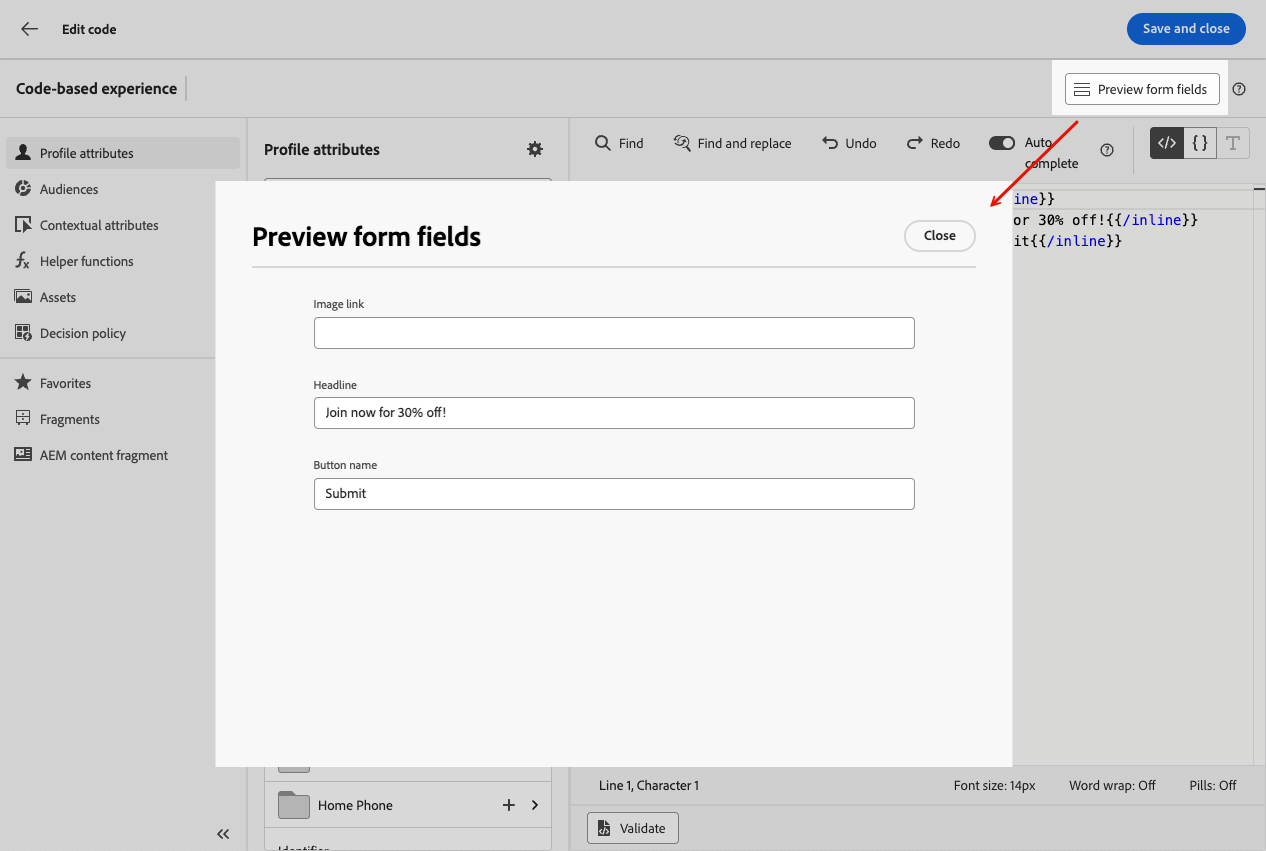 Edit code
Save and close
Code-based experience
Preview form fields
Profile attributes
Audiences
Contextual attributes
Helper functions
Assets
Decision policy
Favorites
Fragments
AEM content fragment
Profile attributes
Home Phone
Find
Find and replace
Undo
Redo
Auto
complete
ine}}
or 30% off!{{/inline}}
it{{/inline}}
Preview form fields
Close
Image link
Headline
Join now for 30% off!
Button name
Submit
Line 1, Character 1
Font size: 14px
Word wrap: Off
Pills: Off
Validate